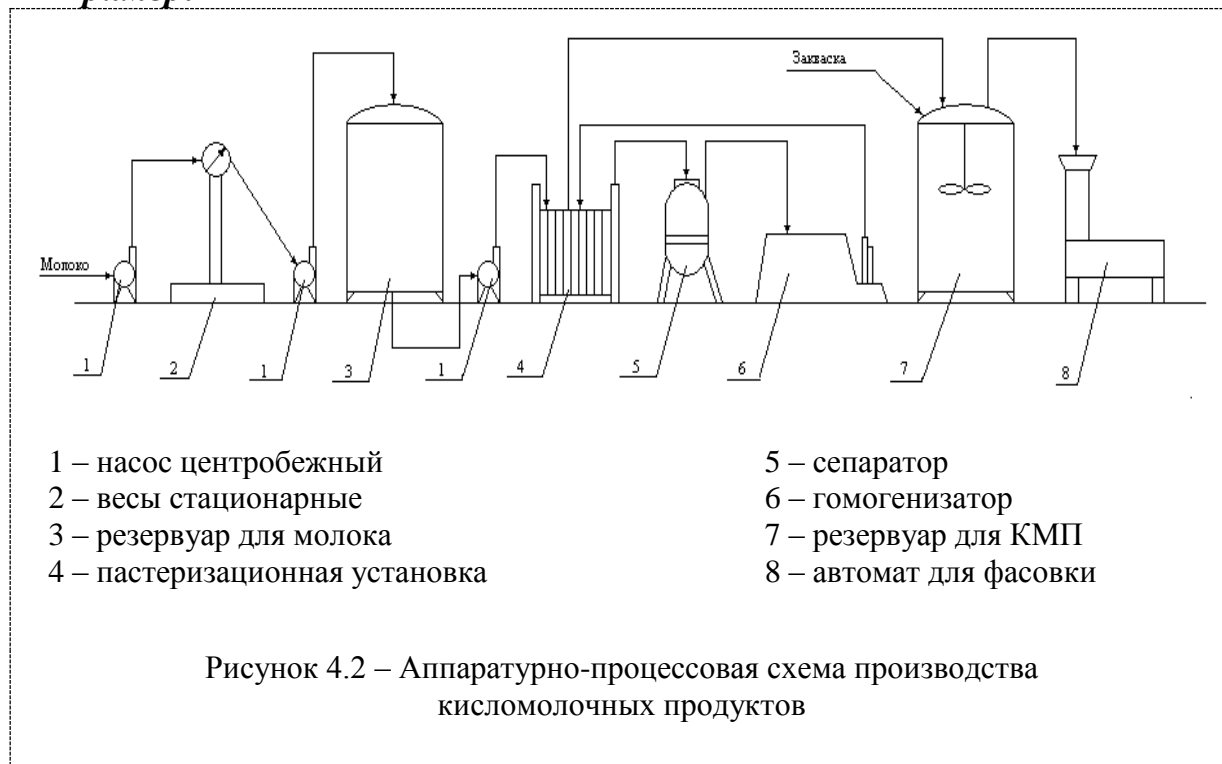 Закваска
Молоко
1 2 1 3 1 4 5 6 7 8
1 – насос центробежный
2 – весы стационарные
3 – резервуар для молока
4 – пастеризационная установка
5 – сепаратор
6 – гомогенизатор
7 – резервуар для КМП
8 – автомат для фасовки
Рисунок 4.2 – Аппаратурно-процессовая схема производства
кисломолочных продуктов